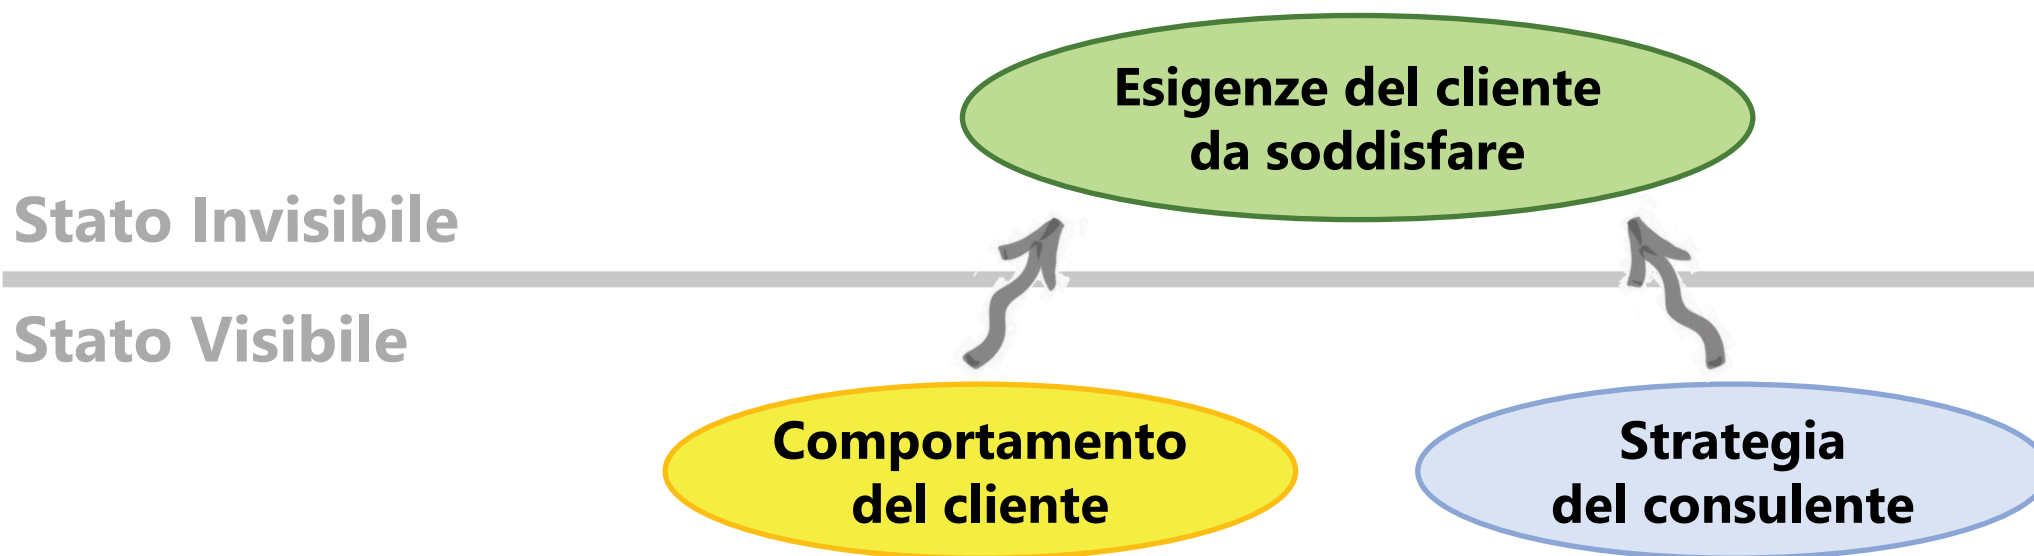 Esigenze del cliente
da soddisfare
Stato Invisibile
Stato Visibile
Comportamento
del cliente
Strategia
del consulente